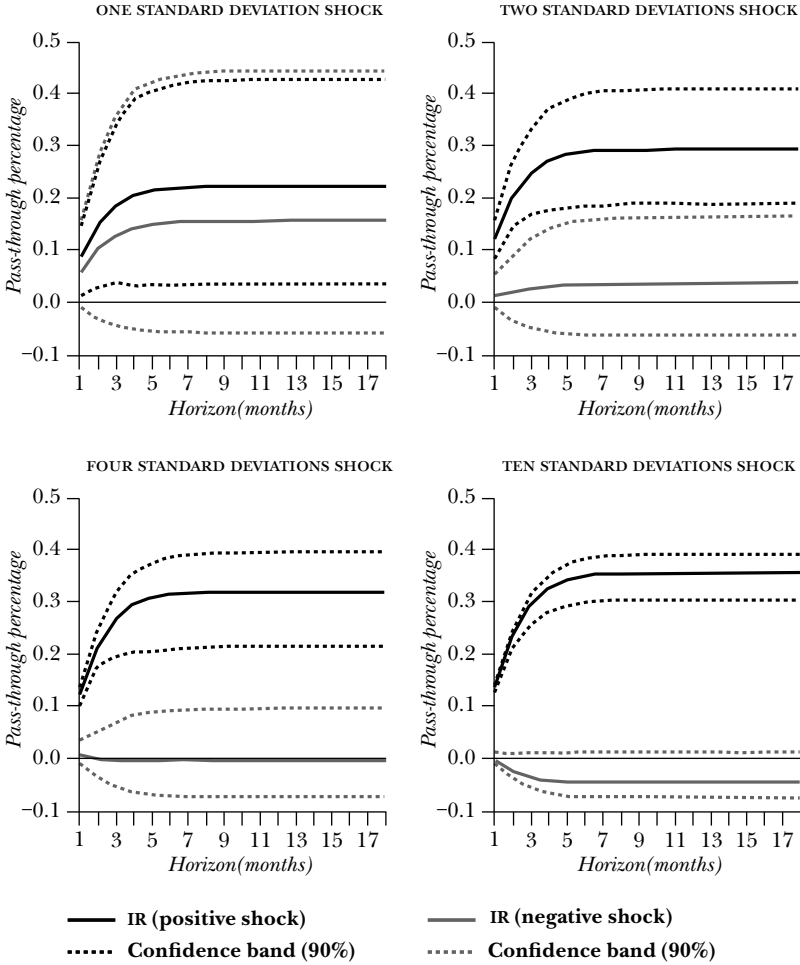 ONE STANDARD DEVIATION SHOCK
0.5
0.4
0.3
0.2
0.1
0.0
−0.1
Pass-through percentage
1 3 5 7 9 11 13 15 17
Horizon(months)
TWO STANDARD DEVIATIONS SHOCK
0.5
0.4
0.3
0.2
0.1
0.0
−0.1
Pass-through percentage
1 3 5 7 9 11 13 15 17
Horizon(months)
FOUR STANDARD DEVIATIONS SHOCK
0.5
0.4
0.3
0.2
0.1
0.0
−0.1
Pass-through percentage
1 3 5 7 9 11 13 15 17
Horizon(months)
TEN STANDARD DEVIATIONS SHOCK
0.5
0.4
0.3
0.2
0.1
0.0
−0.1
Pass-through percentage
1 3 5 7 9 11 13 15 17
Horizon(months)
IR (positive shock)
IR (negative shock)
Confidence band (90%)
Confidence band (90%)